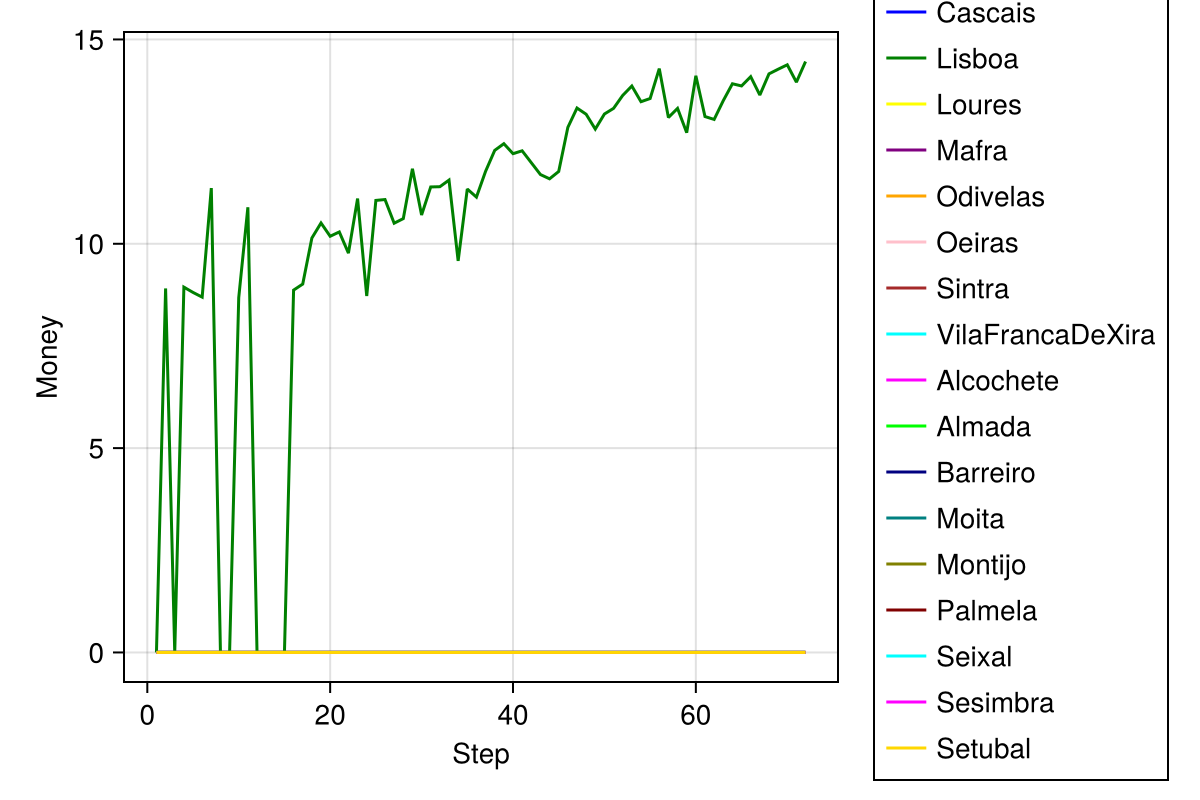 15
10
5
0
0
20
40
60
Money
Step
Cascais
Lisboa
Loures
Mafra
Odivelas
Oeiras
Sintra
VilaFrancaDeXira
Alcochete
Almada
Barreiro
Moita
Montijo
Palmela
Seixal
Sesimbra
Setubal